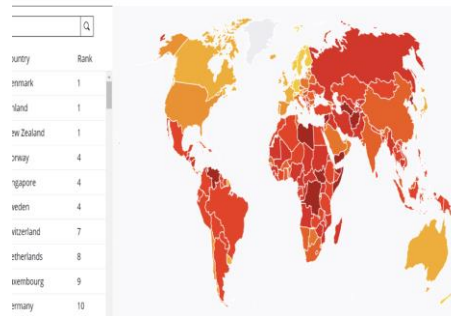 ountry Rank
enmark 1
nland 1
ew Zealand 1
orway 4
ngapore 4
weden 4
witzerland 7
etherlands 8
uxembourg 9
ermany 10